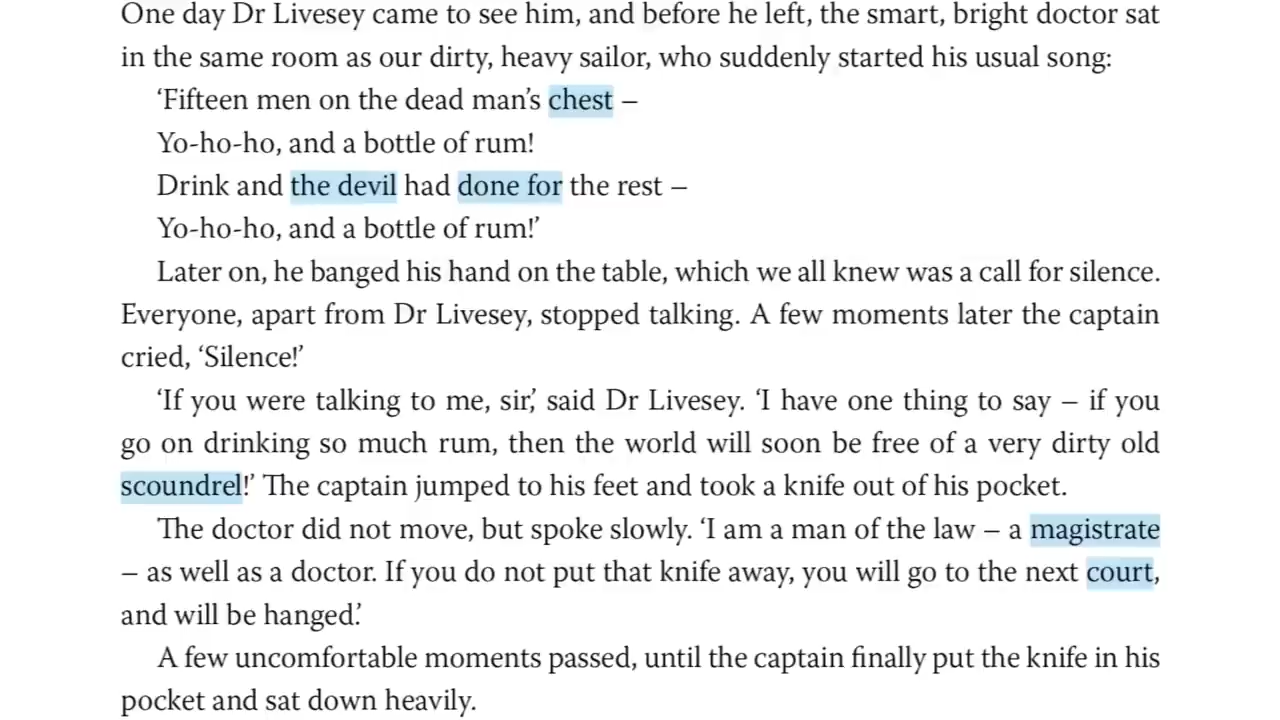 One day Dr Livesey came to see him, and before he left, the smart, bright doctor sat
in the same room as our dirty, heavy sailor, who suddenly started his usual song:
‘Fifteen men on the dead man’s chest –
Yo-ho-ho, and a bottle of rum!
Drink and the devil had done for the rest –
Yo-ho-ho, and a bottle of rum!’
Later on, he banged his hand on the table, which we all knew was a call for silence.
Everyone, apart from Dr Livesey, stopped talking. A few moments later the captain
cried, ‘Silence!’
‘If you were talking to me, sir,’ said Dr Livesey. ‘I have one thing to say – if you
go on drinking so much rum, then the world will soon be free of a very dirty old
scoundrel!’ The captain jumped to his feet and took a knife out of his pocket.
The doctor did not move, but spoke slowly. ‘I am a man of the law – a magistrate
– as well as a doctor. If you do not put that knife away, you will go to the next court,
and will be hanged.’
A few uncomfortable moments passed, until the captain finally put the knife in his
pocket and sat down heavily.